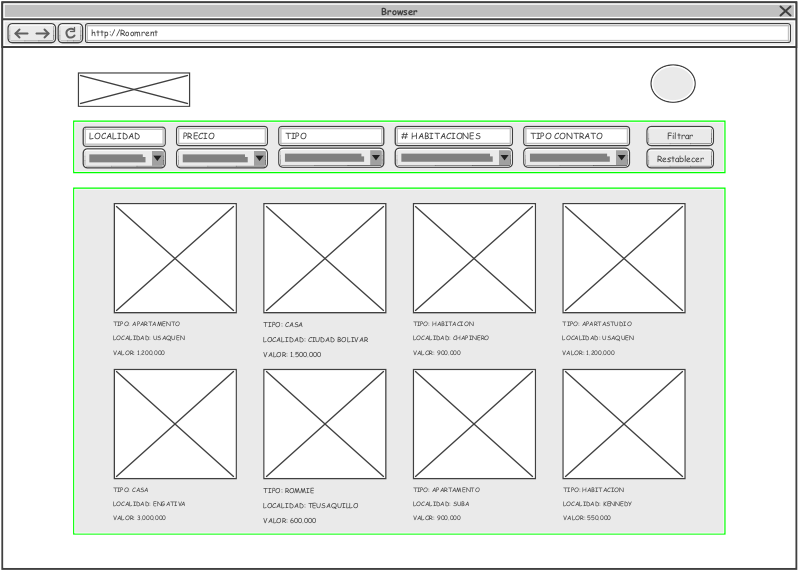 Browser
http://Roomrent
LOCALIDAD PRECIO TIPO # HABITACIONES TIPO CONTRATO Filtrar
Restablecer
TIPO: APARTAMENTO TIPO: CASA TIPO: HABITACION TIPO: APARTASTUDIO
LOCALIDAD: USAQUEN LOCALIDAD: CIUDAD BOLIVAR LOCALIDAD: CHAPINERO LOCALIDAD: USAQUEN
VALOR: 1.200.000 VALOR: 1.500.000 VALOR: 900.000 VALOR: 1.200.000
TIPO: CASA TIPO: ROMMIE TIPO: APARTAMENTO TIPO: HABITACION
LOCALIDAD: ENGATIVA LOCALIDAD: TEUSAQUILLO LOCALIDAD: SUBA LOCALIDAD: KENNEDY
VALOR: 3.000.000 VALOR: 600.000 VALOR: 900.000 VALOR: 550.000